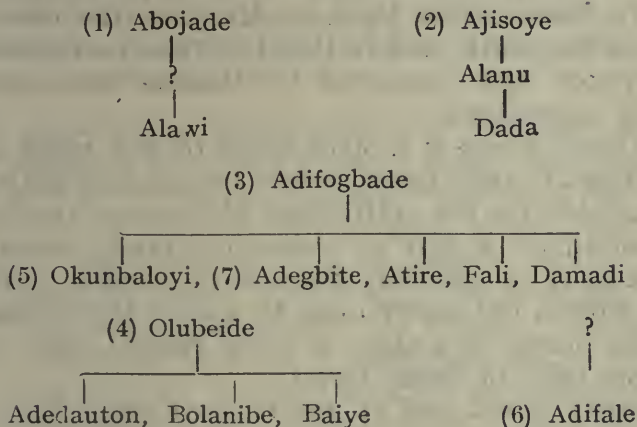 (1) Abojade (2) Ajisoye
? Alanu
Alawi Dada
(3) Adifogbade
(5) Okunbaloyi, (7) Adegbite, Atire, Fali, Damadi
(4) Olubeide ?
Adedauton, Bolanibe, Baiye (6) Adifale